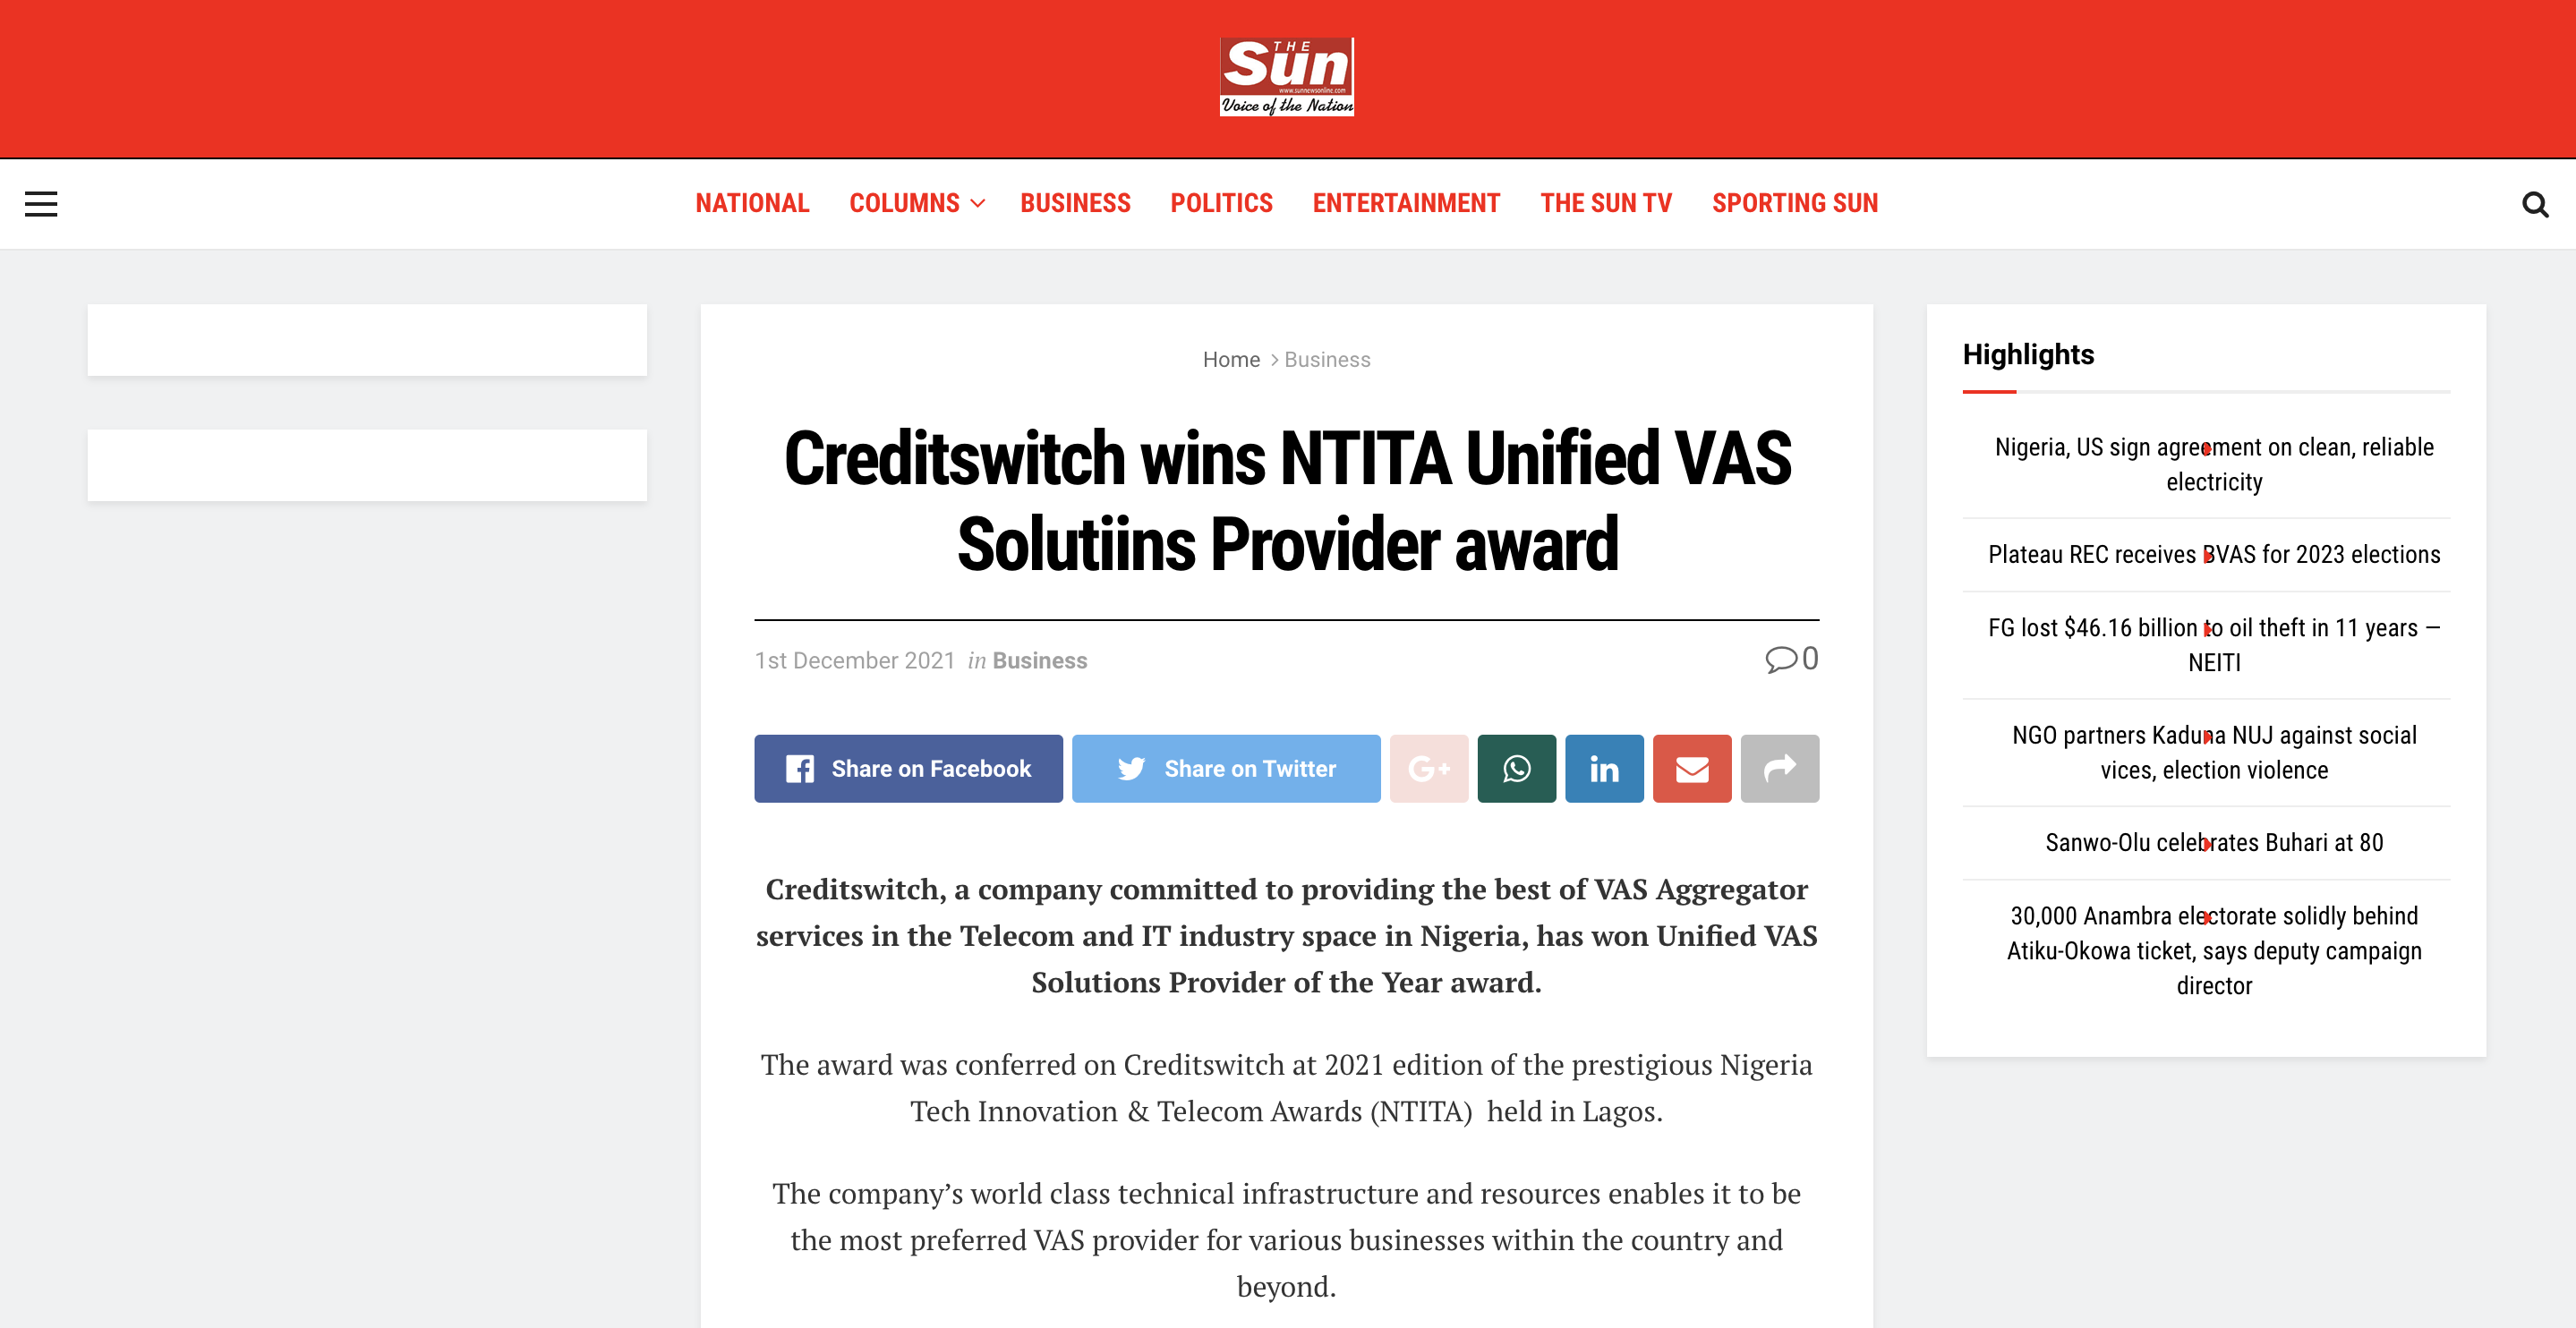 THE
Sun
www.sunnewsonline.com
Voice of the Nation
NATIONAL COLUMNS BUSINESS POLITICS ENTERTAINMENT THE SUN TV SPORTING SUN
Home > Business
Creditswitch wins NTITA Unified VAS
Solutiins Provider award
1st December 2021 in Business
0
Share on Facebook
Share on Twitter
G+
in
Creditswitch, a company committed to providing the best of VAS Aggregator
services in the Telecom and IT industry space in Nigeria, has won Unified VAS
Solutions Provider of the Year award.
The award was conferred on Creditswitch at 2021 edition of the prestigious Nigeria
Tech Innovation & Telecom Awards (NTITA)  held in Lagos.
The company’s world class technical infrastructure and resources enables it to be
the most preferred VAS provider for various businesses within the country and
beyond.
Highlights
Nigeria, US sign agreement on clean, reliable
electricity
Plateau REC receives BVAS for 2023 elections
FG lost $46.16 billion to oil theft in 11 years —
NEITI
NGO partners Kaduna NUJ against social
vices, election violence
Sanwo-Olu celebrates Buhari at 80
30,000 Anambra electorate solidly behind
Atiku-Okowa ticket, says deputy campaign
director